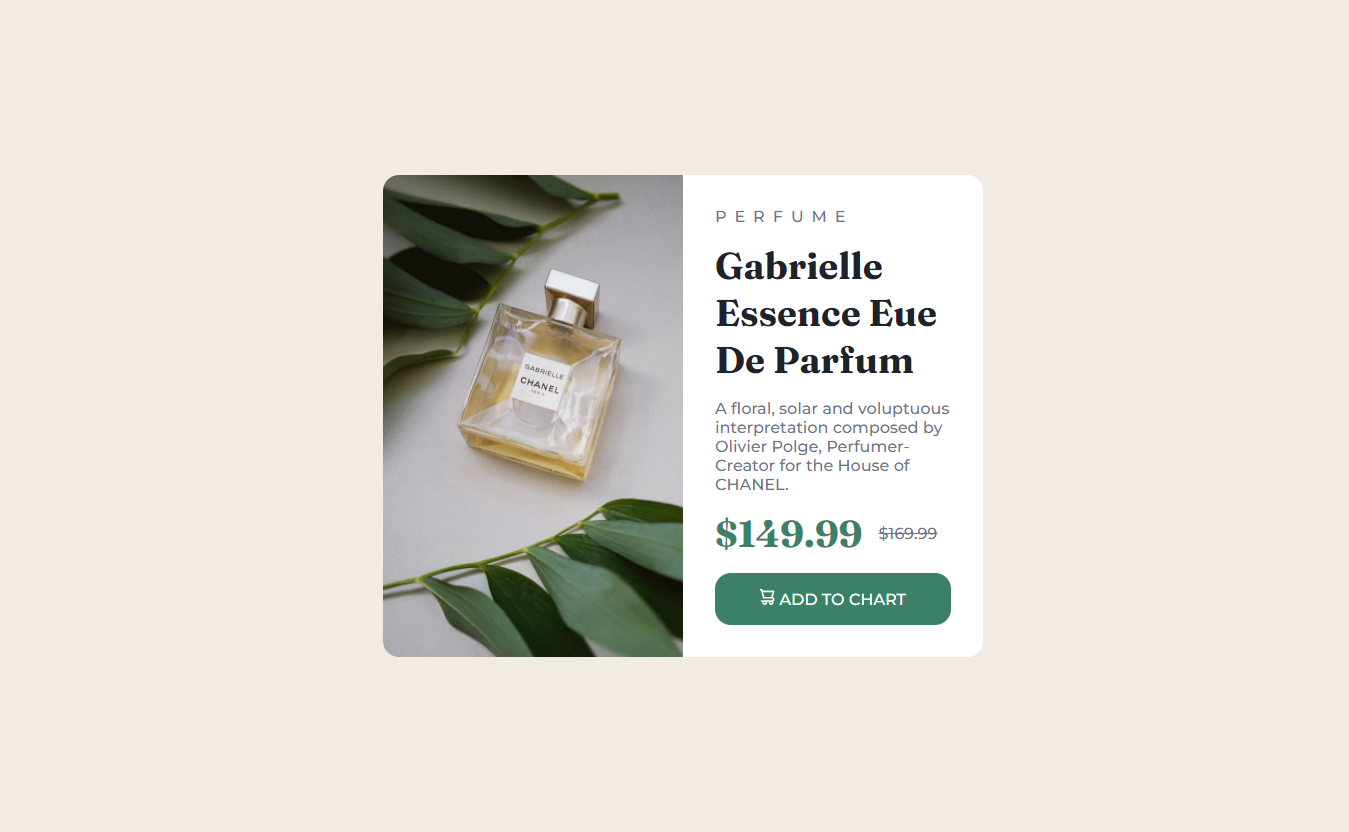 GABRIELLE
CHANEL
PARIS
PERFUME
Gabrielle
Essence Eue
De Parfum
A floral, solar and voluptuous
interpretation composed by
Olivier Polge, Perfumer-
Creator for the House of
CHANEL.
$149.99 $169.99
ADD TO CHART